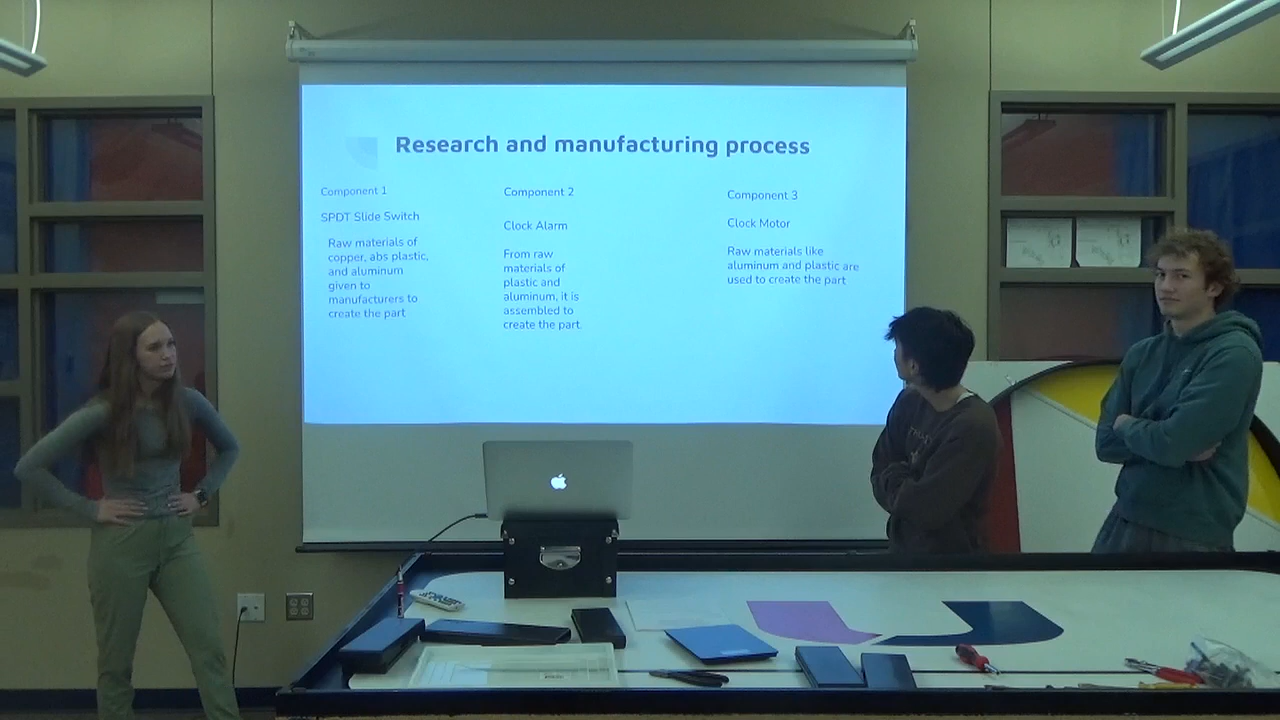 Research and manufacturing process
Component 1
SPDT Slide Switch
Raw materials of
copper, abs plastic,
and aluminum
given to
manufacturers to
create the part
Component 2
Clock Alarm
From raw
materials of
plastic and
aluminum, it is
assembled to
create the part
Component 3
Clock Motor
Raw materials like
aluminum and plastic are
used to create the part